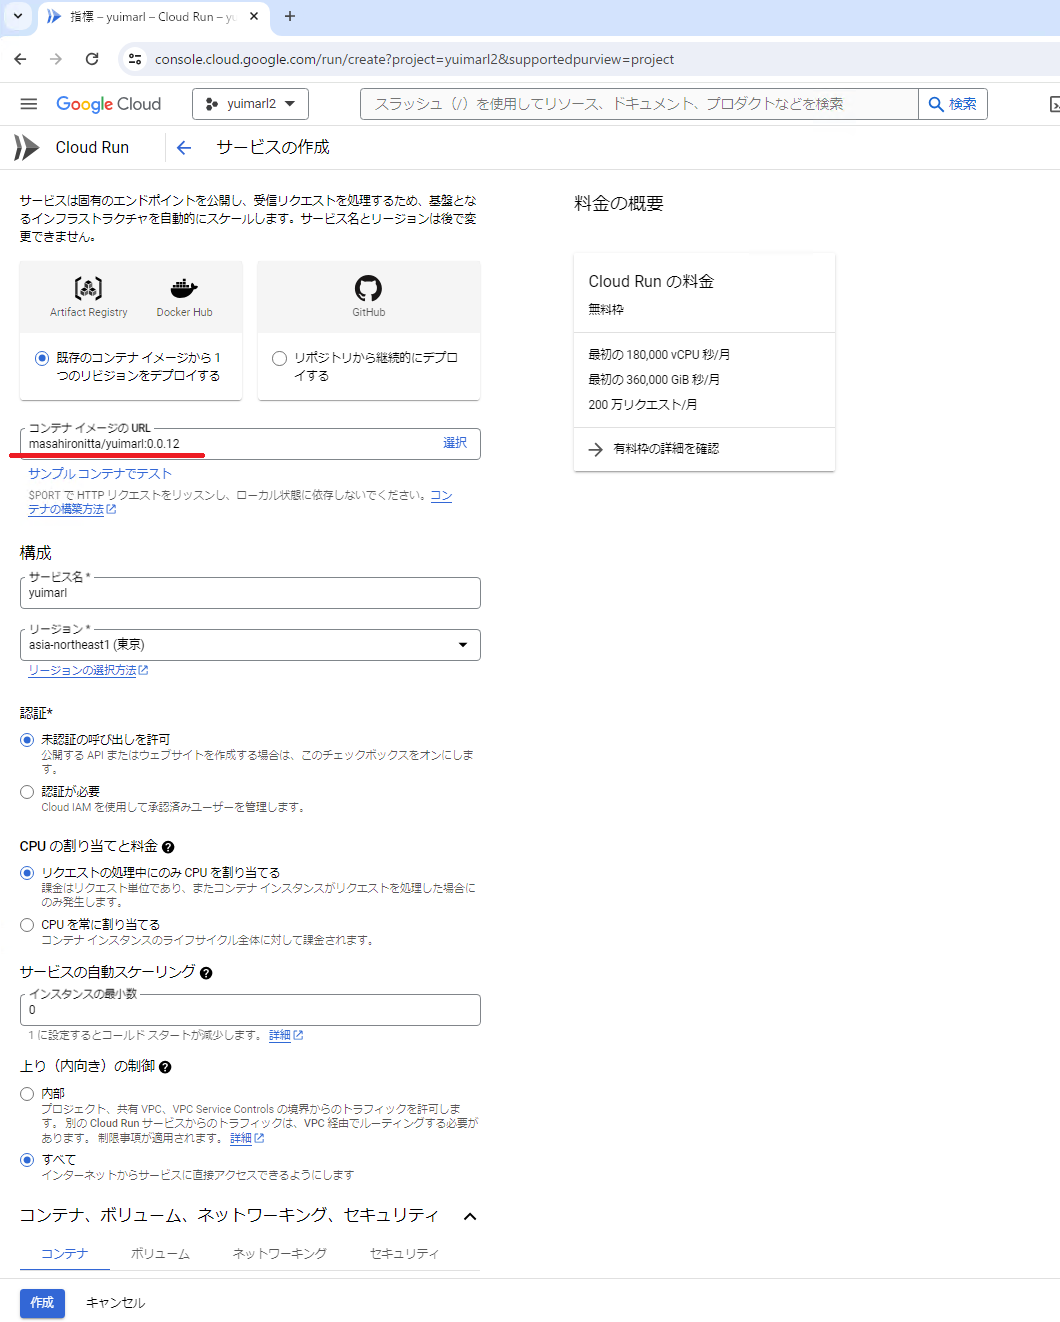 指標 – yuimarl – Cloud Run – yu
console.cloud.google.com/run/create?project=yuimarl2&supportedpurview=project
Google Cloud
yuimarl2
スラッシュ（/）を使用してリソース、ドキュメント、プロダクトなどを検索
検索
Cloud Run
サービスの作成
サービスは固有のエンドポイントを公開し、受信リクエストを処理するため、基盤とな
るインフラストラクチャを自動的にスケールします。サービス名とリージョンは後で変
更できません。
Artifact Registry
Docker Hub
GitHub
既存のコンテナ イメージから 1
つのリビジョンをデプロイする
リポジトリから継続的にデプロ
イする
コンテナ イメージの URL
masahironitta/yuimarl:0.0.12
選択
サンプル コンテナでテスト
$PORT で HTTP リクエストをリッスンし、ローカル状態に依存しないでください。コン
テナの構築方法
構成
サービス名 *
yuimarl
リージョン *
asia-northeast1 (東京)
リージョンの選択方法
認証*
未認証の呼び出しを許可
公開する API またはウェブサイトを作成する場合は、このチェックボックスをオンにしま
す。
認証が必要
Cloud IAM を使用して承認済みユーザーを管理します。
CPU の割り当てと料金
リクエストの処理中にのみ CPU を割り当てる
課金はリクエスト単位であり、またコンテナ インスタンスがリクエストを処理した場合に
のみ発生します。
CPU を常に割り当てる
コンテナ インスタンスのライフサイクル全体に対して課金されます。
サービスの自動スケーリング
インスタンスの最小数
0
1 に設定するとコールド スタートが減少します。 詳細
上り（内向き）の制御
内部
プロジェクト、共有 VPC、VPC Service Controls の境界からのトラフィックを許可しま
す。 別の Cloud Run サービスからのトラフィックは、VPC 経由でルーティングする必要が
あります。 制限事項が適用されます。 詳細
すべて
インターネットからサービスに直接アクセスできるようにします
コンテナ、ボリューム、ネットワーキング、セキュリティ
コンテナ
ボリューム
ネットワーキング
セキュリティ
作成
キャンセル
料金の概要
Cloud Run の料金
無料枠
最初の 180,000 vCPU 秒/月
最初の 360,000 GiB 秒/月
200 万リクエスト/月
有料枠の詳細を確認